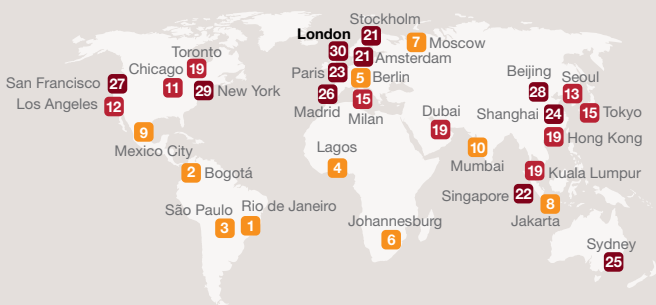 Stockholm
21
London
30
7
Moscow
21
Amsterdam
Toronto
19
Chicago
11
San Francisco
27
29
New York
Los Angeles
12
Paris
23
5
Berlin
26
Madrid
15
Milan
Beijing
28
Seoul
13
Shanghai
24
15
Tokyo
19
Hong Kong
Dubai
19
9
Mexico City
10
Mumbai
Lagos
4
2
Bogotá
19
Kuala Lumpur
Singapore
22
8
Jakarta
São Paulo
3
Rio de Janeiro
1
Johannesburg
6
Sydney
25